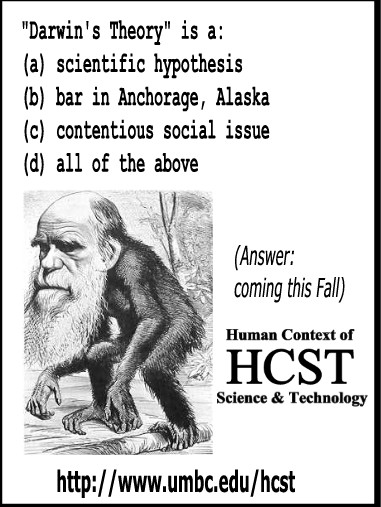 "Darwin's Theory" is a:
(a) scientific hypothesis
(b) bar in Anchorage, Alaska
(c) contentious social issue
(d) all of the above
(Answer:
coming this Fall)
Human Context of
HCST
Science & Technology
http://www.umbc.edu/hcst